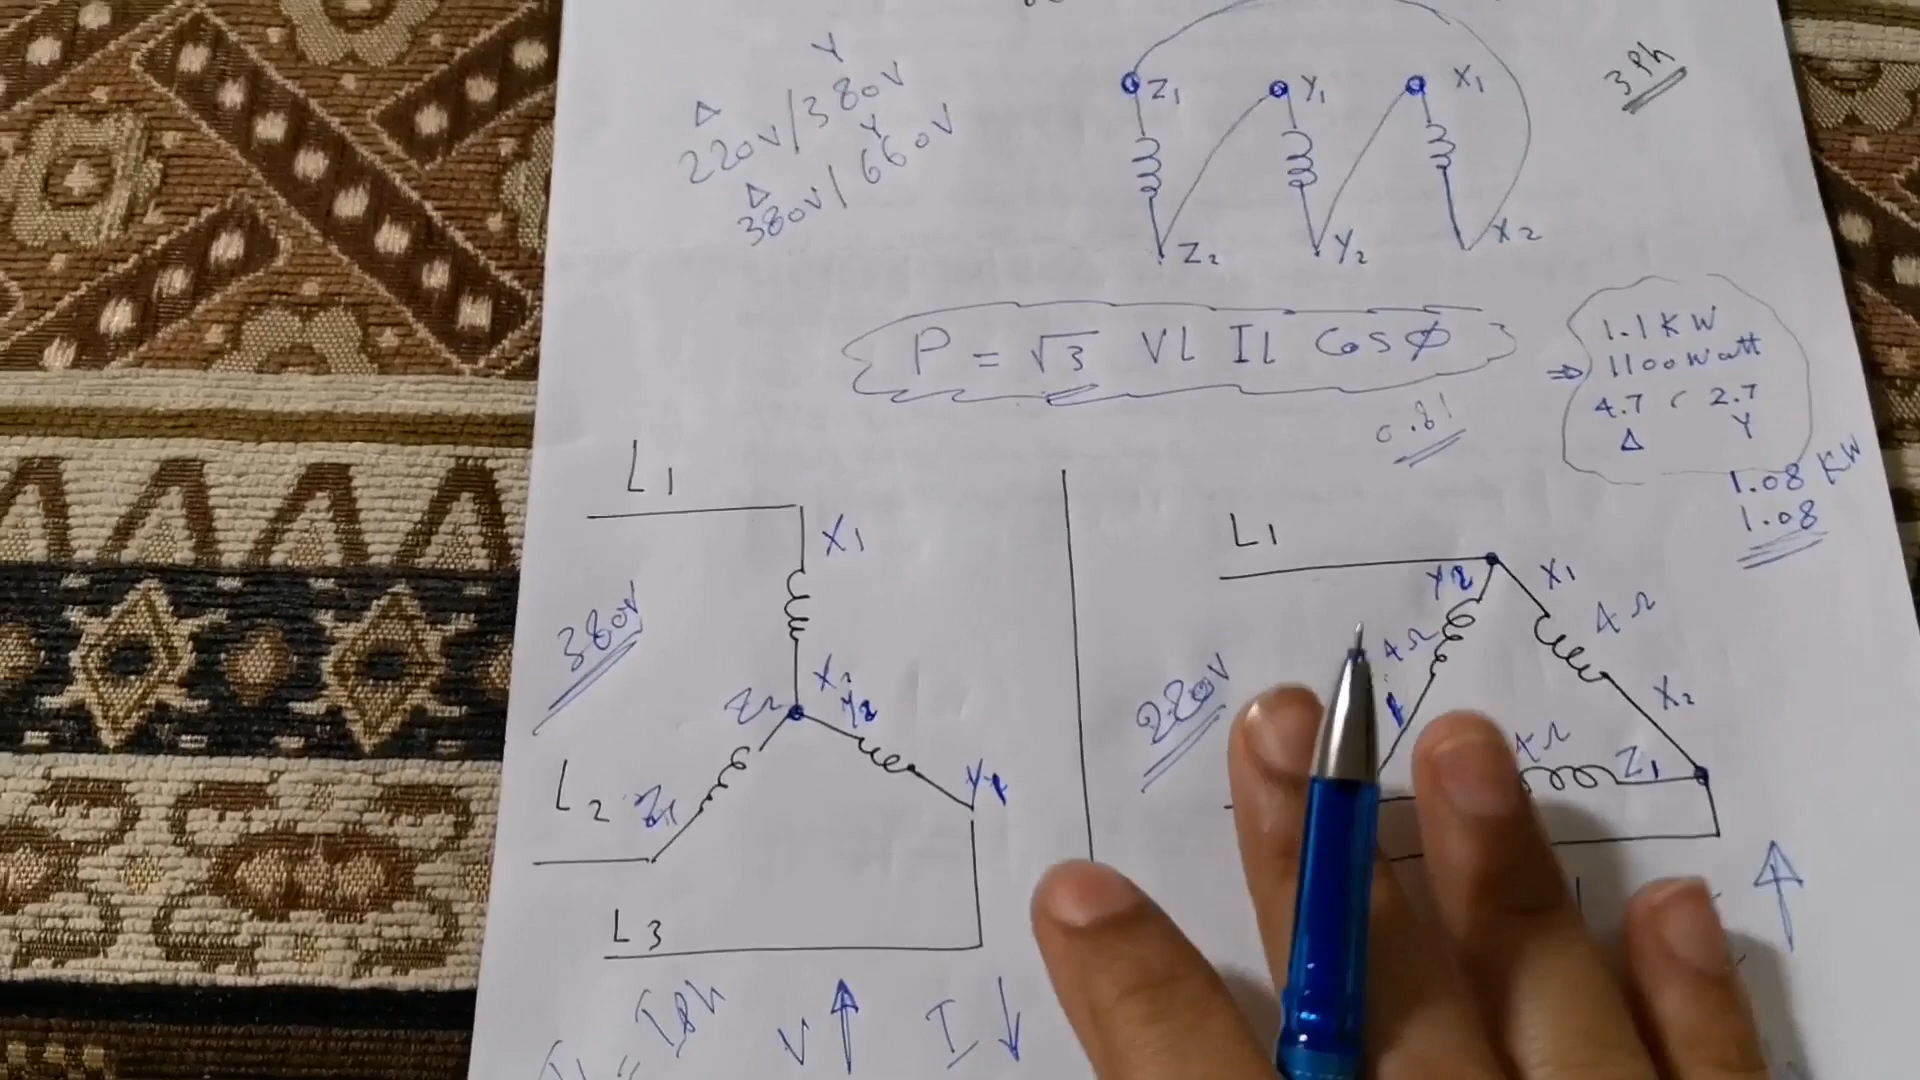 Y
Δ
220V/380V
Y
Δ
380V/660V
Z1
Y1
X1
3Ph
Z2
Y2
X2
P = √3 VL IL Cosφ
0.81
1.1 KW
⇒ 1100 watt
4.7 , 2.7
Δ Y
1.08 KW
1.08
L1
X1
380V
X2
Z2
Y2
L2
Z1
Y1
L3
Iph
V ↑ I ↓
L1
Y2
X1
4Ω
4Ω
X2
220V
4Ω
Z1
↑